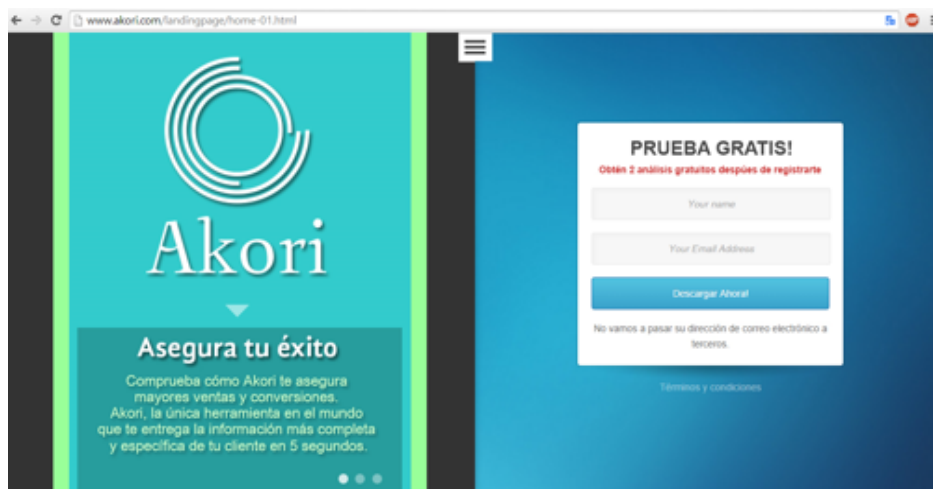 www.akori.com/landingpage/home-01.html
Akori
Asegura tu éxito
Comprueba cómo Akori te asegura
mayores ventas y conversiones.
Akori, la única herramienta en el mundo
que te entrega la información más completa
y específica de tu cliente en 5 segundos.
PRUEBA GRATIS!
Obtén 2 análisis gratuitos despúes de registrarte
Your name
Your Email Address
Descargar Ahora!
No vamos a pasar su dirección de correo electrónico a
terceros.
Términos y condiciones